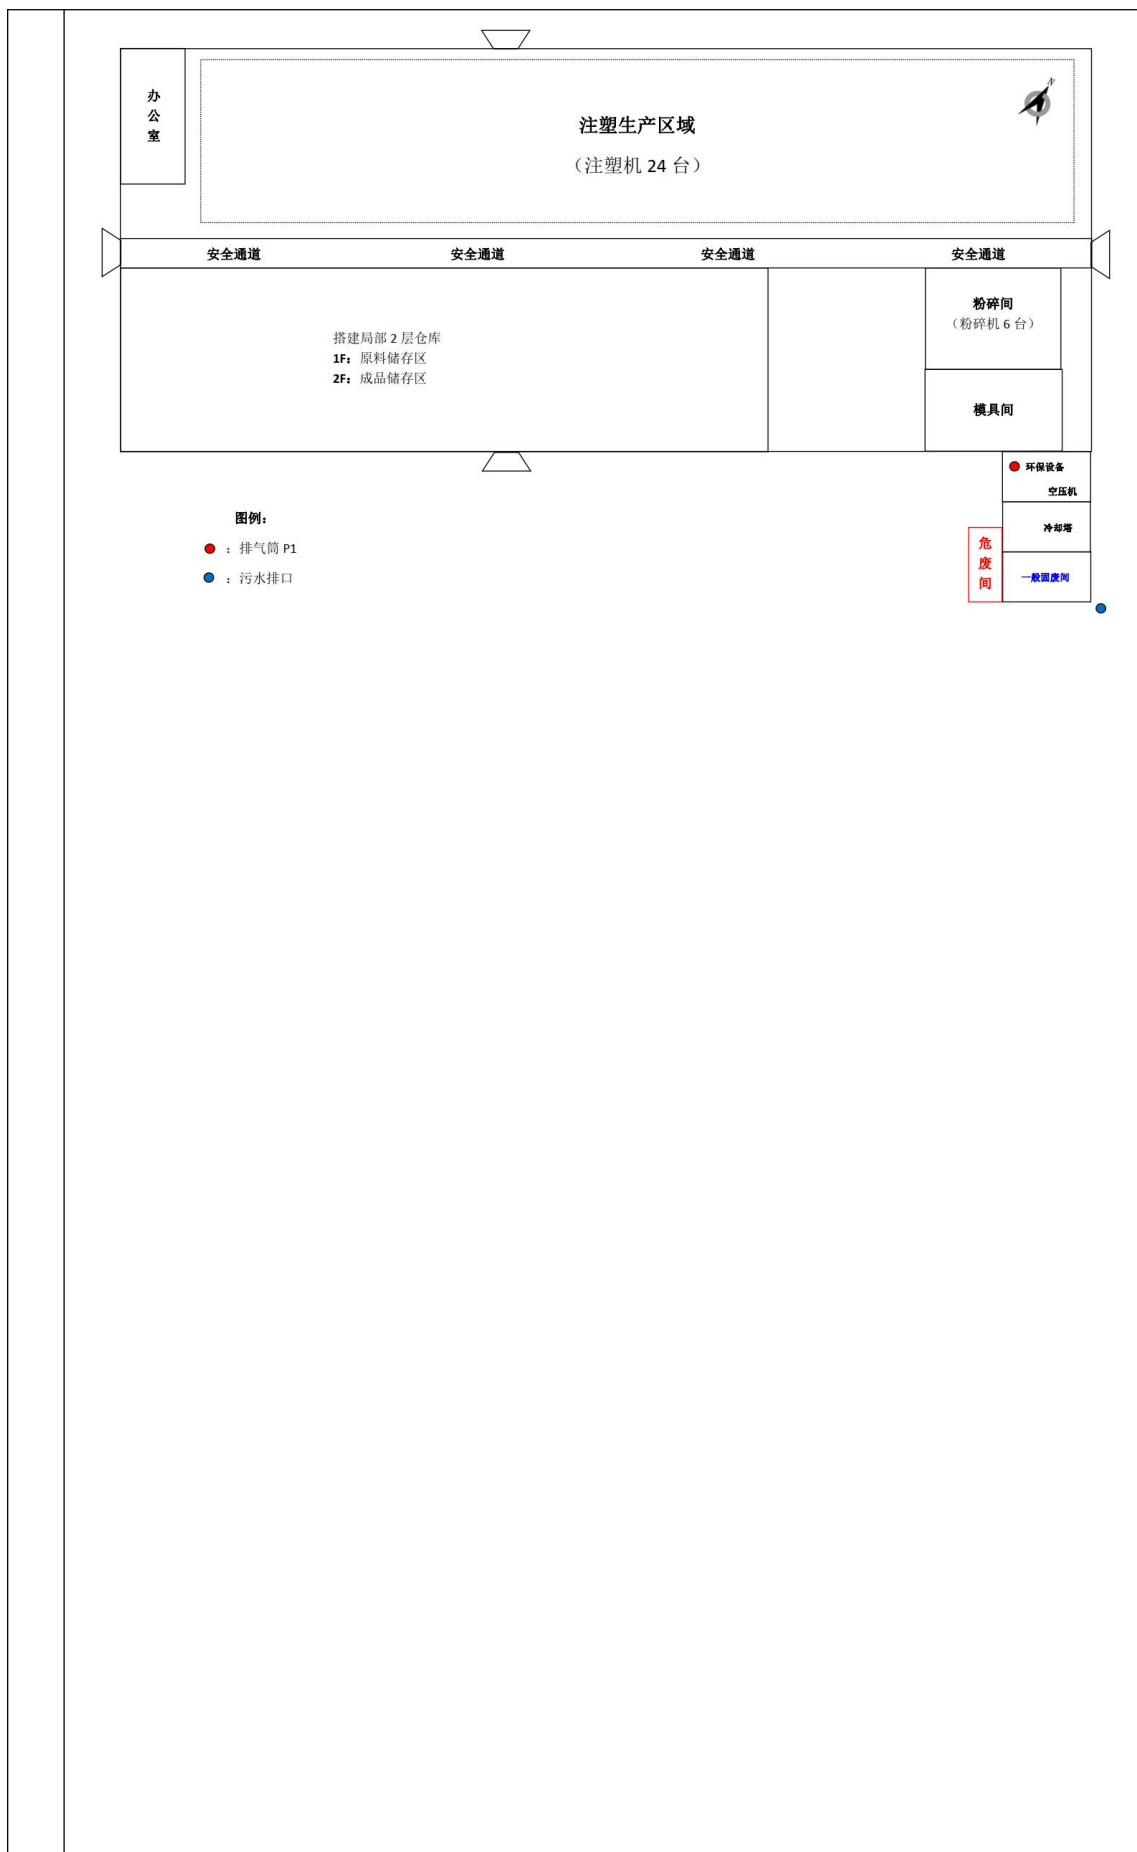 N
办
公
室
注塑生产区域
（注塑机 24 台）
安全通道 安全通道 安全通道 安全通道
粉碎间
（粉碎机 6 台）
搭建局部 2 层仓库
1F：原料储存区
2F：成品储存区
模具间
环保设备
空压机
冷却塔
危
废
间
一般固废间
图例：
：排气筒 P1
：污水排口